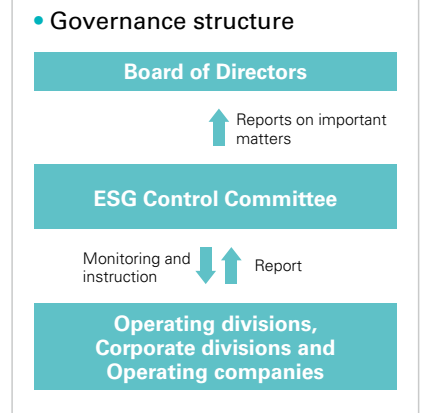 • Governance structure
Board of Directors
Reports on important
matters
ESG Control Committee
Monitoring and
instruction
Report
Operating divisions,
Corporate divisions and
Operating companies